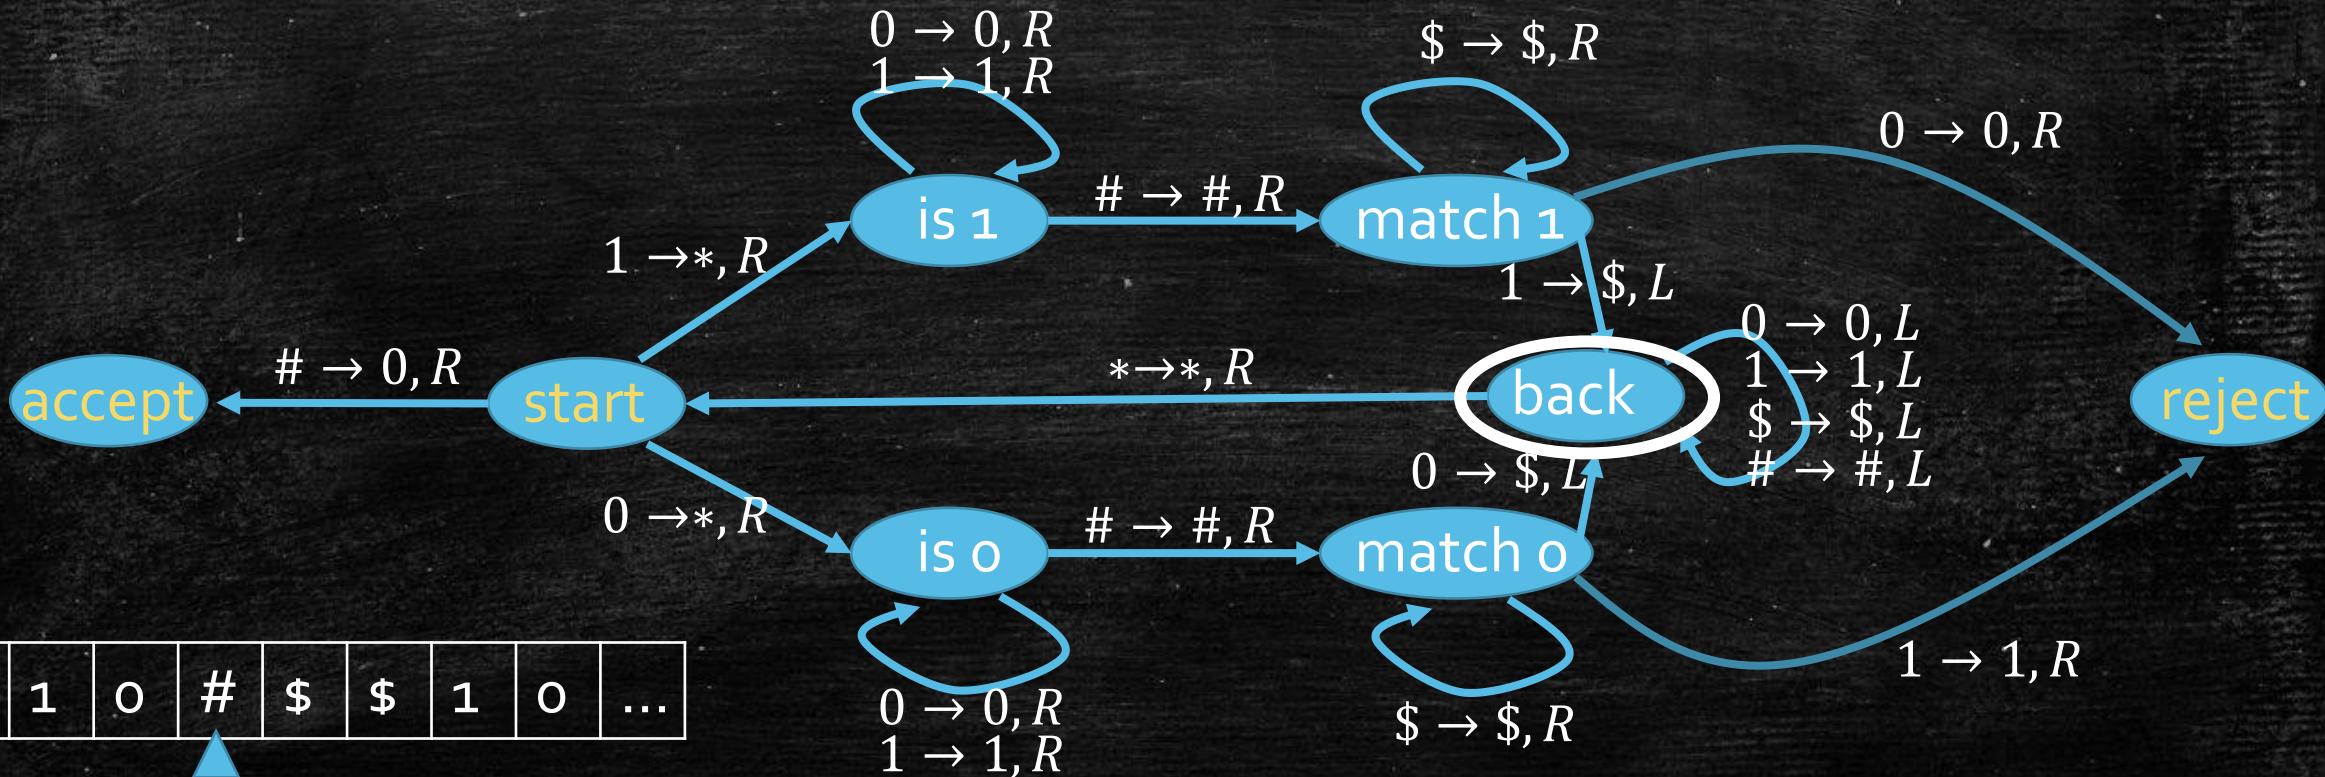 0 → 0, R
1 → 1, R
$ → $, R
0 → 0, R
is 1
# → #, R
match 1
1 →*, R
1 → $, L
accept
# → 0, R
start
*→*, R
back
0 → 0, L
1 → 1, L
$ → $, L
# → #, L
reject
0 → $, L
0 →*, R
is 0
# → #, R
match 0
1 → 1, R
0 → 0, R
1 → 1, R
$ → $, R
1 0 # $ $ 1 0 ...